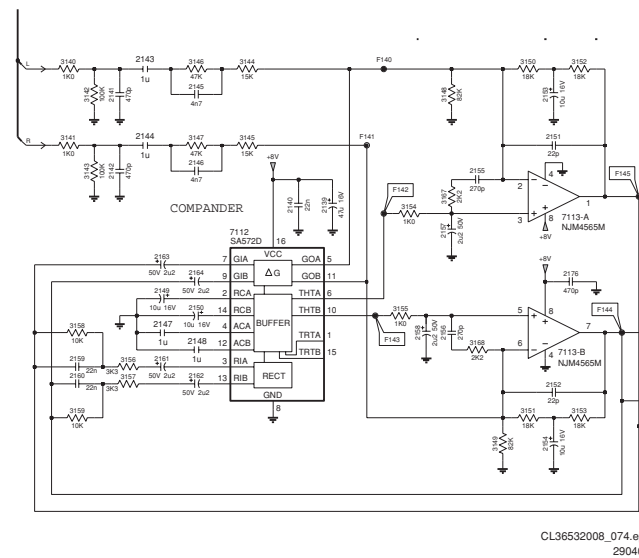 L
3140
1K0
3142
100K
2141
470p
2143
1u
3146
47K
2145
4n7
3144
15K
F140
3148
82K
3150
18K
3152
18K
2153
10u 16V
2151
22p
R
3141
1K0
3143
100K
2142
470p
2144
1u
3147
47K
2146
4n7
3145
15K
F141
+8V
2140
22n
2139
47u 16V
COMPANDER
F142
3154
1K0
2155
270p
3167
2K2
2157
2u2 50V
2
3
4
8
1
+8V
7113-A
NJM4565M
F145
7112
SA572D
16
VCC
ΔG
BUFFER
RECT
GND
8
7 GIA
9 GIB
2 RCA
14 RCB
4 ACA
12 ACB
3 RIA
13 RIB
GOA 5
GOB 11
THTA 6
THTB 10
TRTA 1
TRTB 15
2163
50V 2u2
2164
50V 2u2
2149
10u 16V
2150
10u 16V
2147
1u
2148
1u
3158
10K
2159
22n
2160
22n
3156
3K3
3157
2161
50V 2u2
2162
50V 2u2
3159
10K
F143
3155
1K0
2158
2u2 50V
2156
270p
3168
2K2
+8V
2176
470p
5
6
8
4
7
7113-B
NJM4565M
F144
2152
22p
3149
82K
3151
18K
3153
18K
2154
10u 16V